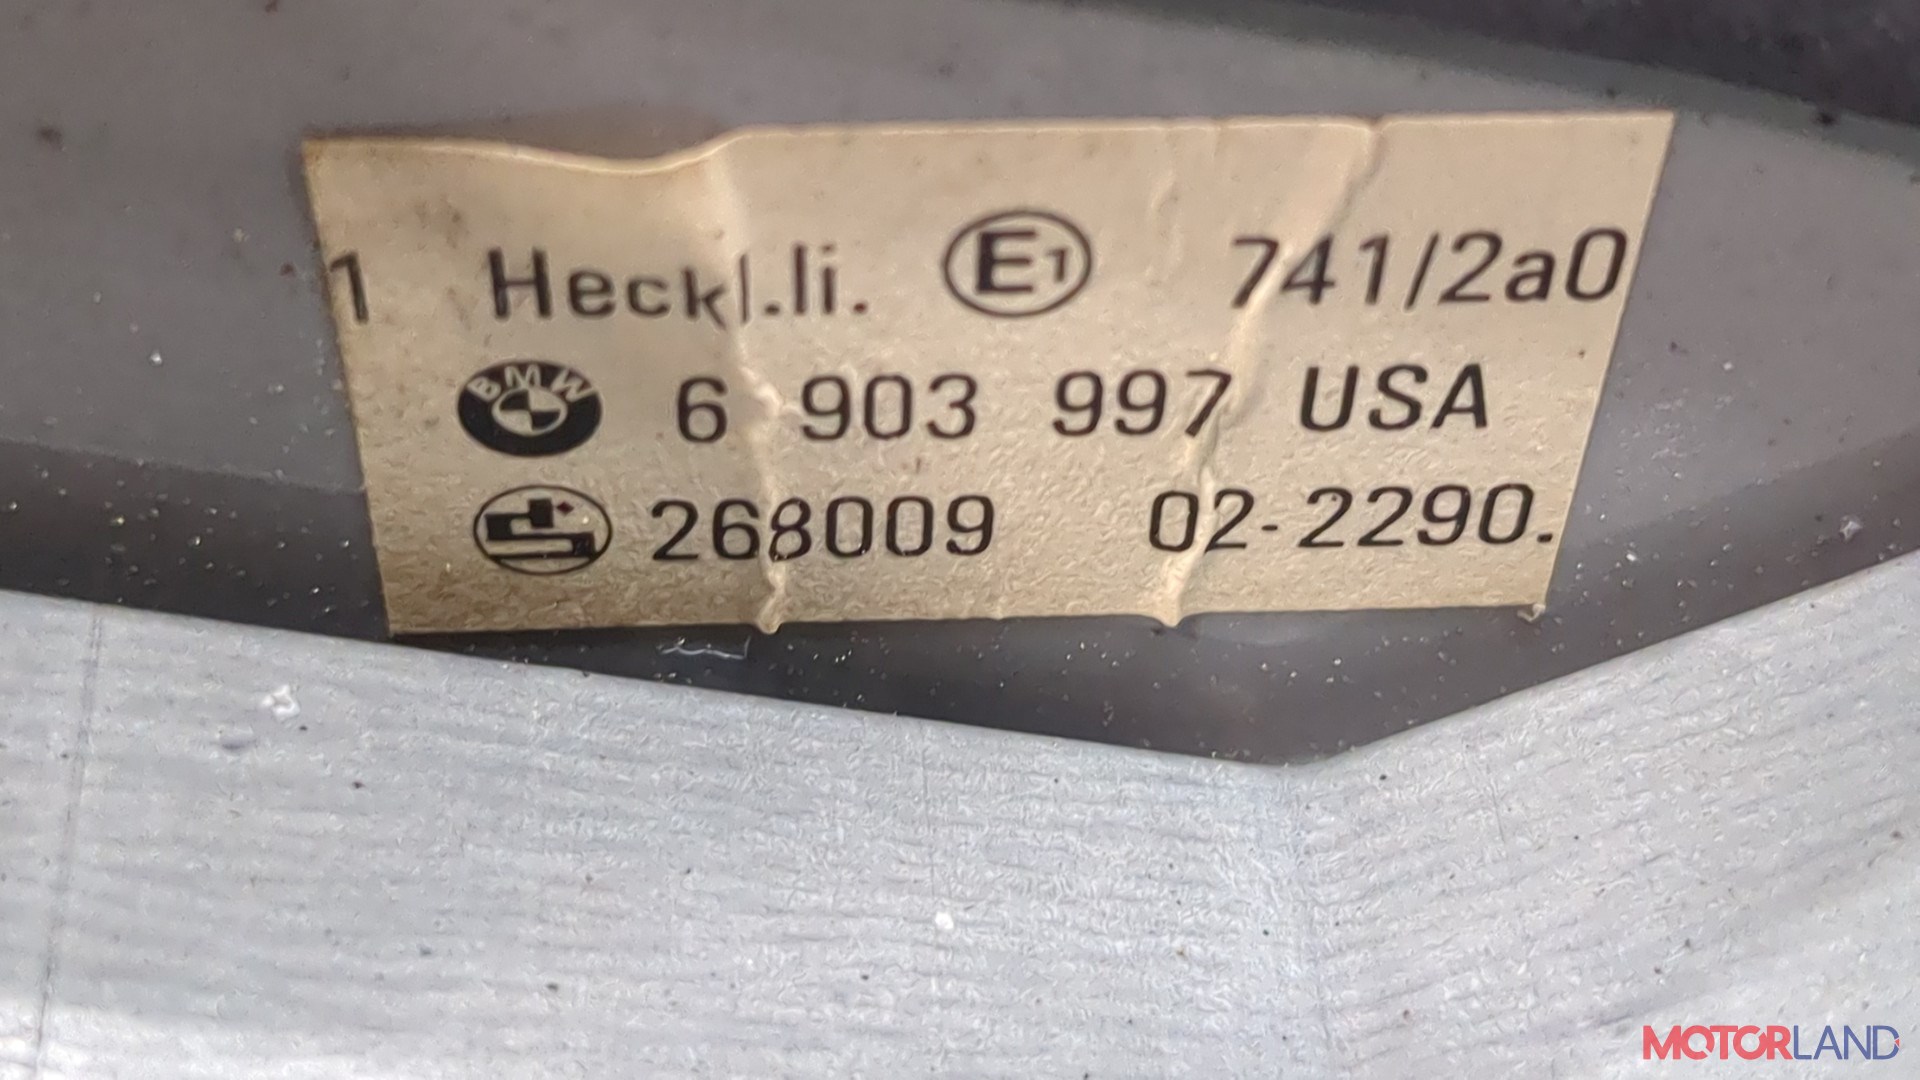 1 Heckl.li. E1 741/2a0
BMW 6 903 997 USA
268009 02-2290.
MOTORLAND